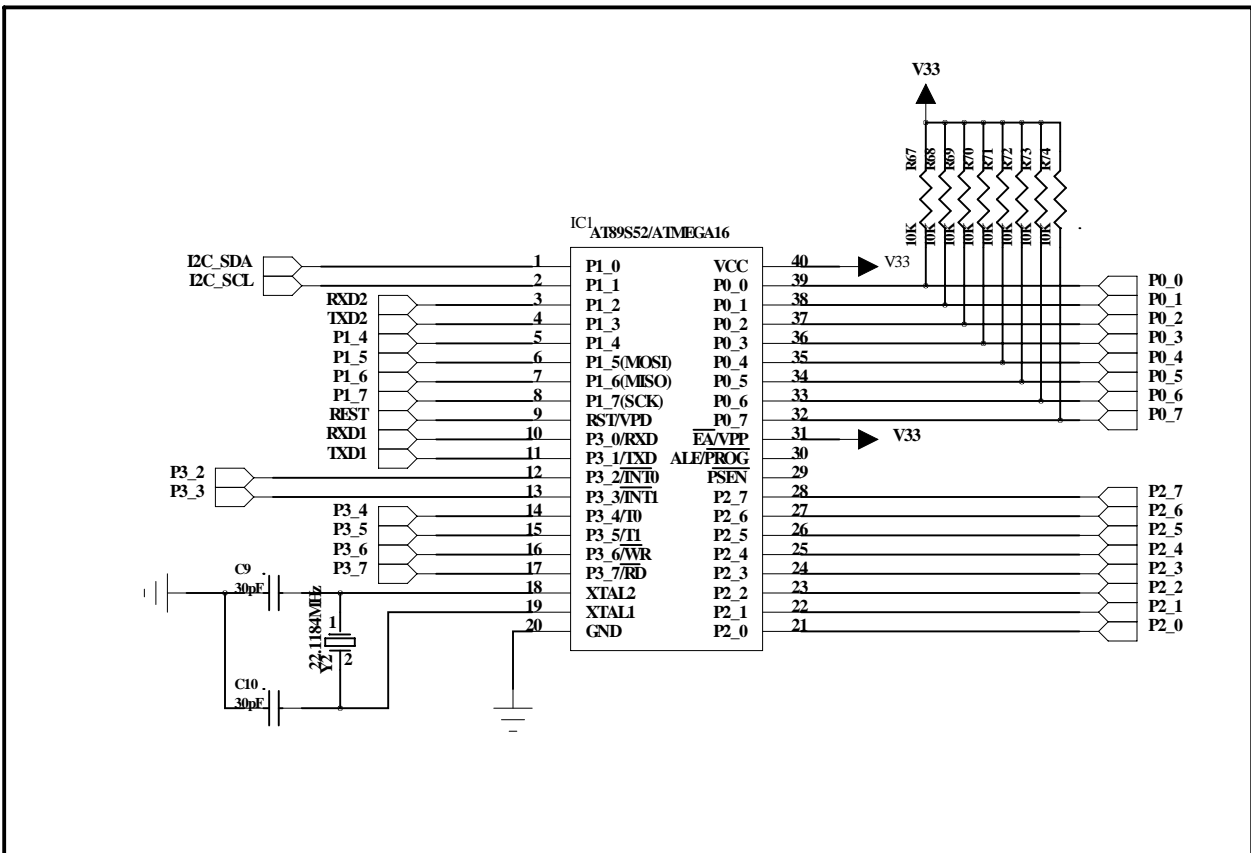 V33
R67 R68 R69 R70 R71 R72 R73 R74
10K 10K 10K 10K 10K 10K 10K
IC1 AT89S52/ATMEGA16
I2C_SDA 1 P1_0 VCC 40 V33
I2C_SCL 2 P1_1 P0_0 39 P0_0
RXD2 3 P1_2 P0_1 38 P0_1
TXD2 4 P1_3 P0_2 37 P0_2
P1_4 5 P1_4 P0_3 36 P0_3
P1_5 6 P1_5(MOSI) P0_4 35 P0_4
P1_6 7 P1_6(MISO) P0_5 34 P0_5
P1_7 8 P1_7(SCK) P0_6 33 P0_6
REST 9 RST/VPD P0_7 32 P0_7
RXD1 10 P3_0/RXD EA/VPP 31 V33
TXD1 11 P3_1/TXD ALE/PROG 30
P3_2 12 P3_2/INT0 PSEN 29
P3_3 13 P3_3/INT1 P2_7 28 P2_7
P3_4 14 P3_4/T0 P2_6 27 P2_6
P3_5 15 P3_5/T1 P2_5 26 P2_5
P3_6 16 P3_6/WR P2_4 25 P2_4
P3_7 17 P3_7/RD P2_3 24 P2_3
C9
30pF 18 XTAL2 P2_2 23 P2_2
19 XTAL1 P2_1 22 P2_1
20 GND P2_0 21 P2_0
22.1184MHz
Y2
1
2
C10
30pF